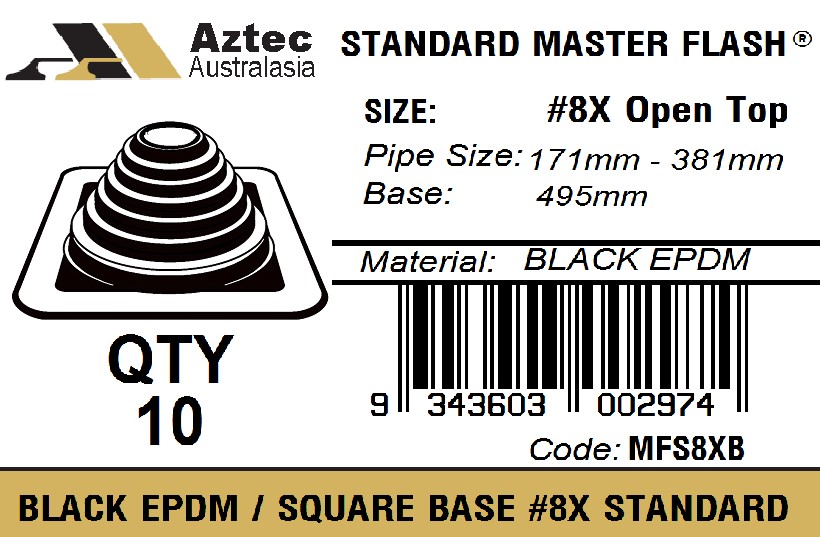 Aztec
Australasia
STANDARD MASTER FLASH®
SIZE: #8X Open Top
Pipe Size: 171mm - 381mm
Base: 495mm
Material: BLACK EPDM
QTY
10
9 343603 002974
Code: MFS8XB
BLACK EPDM / SQUARE BASE #8X STANDARD